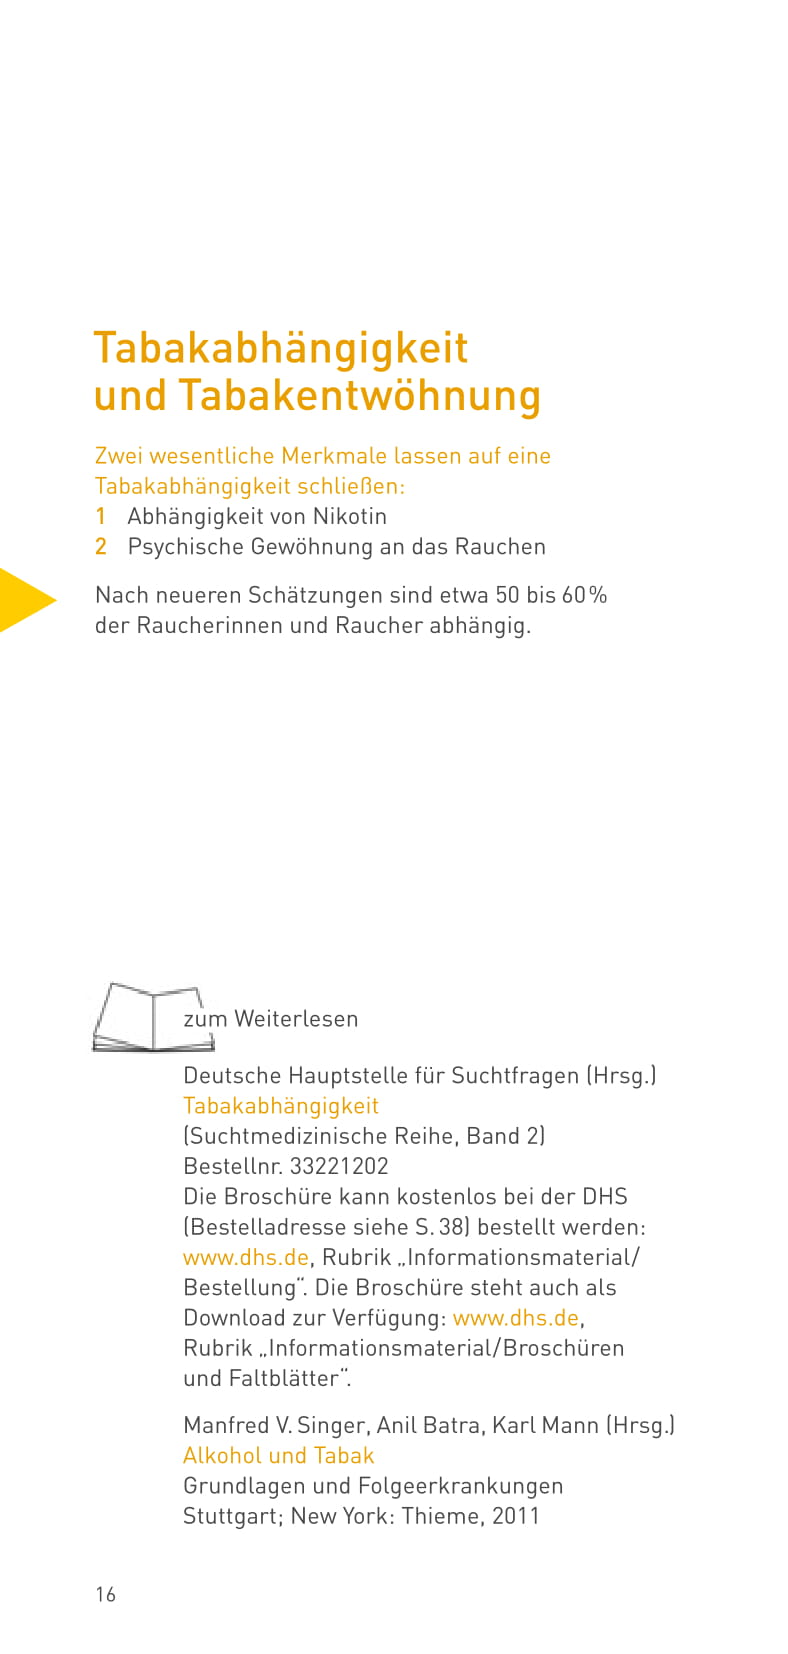 Tabakabhängigkeit
und Tabakentwöhnung
Zwei wesentliche Merkmale lassen auf eine
Tabakabhängigkeit schließen:
1 Abhängigkeit von Nikotin
2 Psychische Gewöhnung an das Rauchen
Nach neueren Schätzungen sind etwa 50 bis 60%
der Raucherinnen und Raucher abhängig.
zum Weiterlesen
Deutsche Hauptstelle für Suchtfragen (Hrsg.)
Tabakabhängigkeit
(Suchtmedizinische Reihe, Band 2)
Bestellnr. 33221202
Die Broschüre kann kostenlos bei der DHS
(Bestelladresse siehe S. 38) bestellt werden:
www.dhs.de, Rubrik „Informationsmaterial/
Bestellung“. Die Broschüre steht auch als
Download zur Verfügung: www.dhs.de,
Rubrik „Informationsmaterial/Broschüren
und Faltblätter“.
Manfred V. Singer, Anil Batra, Karl Mann (Hrsg.)
Alkohol und Tabak
Grundlagen und Folgeerkrankungen
Stuttgart; New York: Thieme, 2011
16